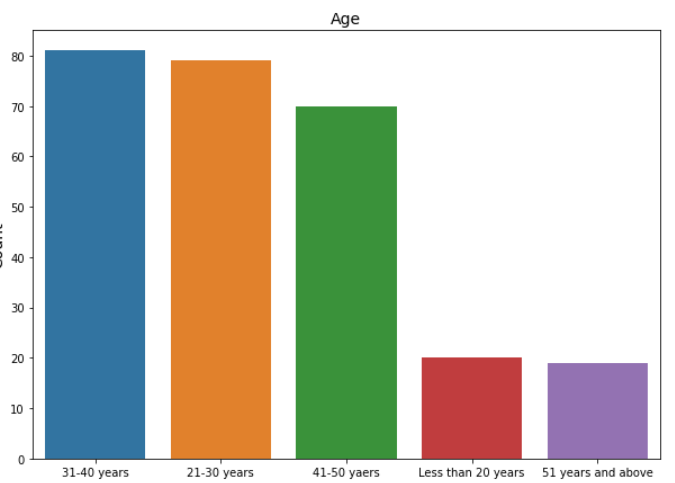 Age
80
70
60
50
40
30
20
10
0
31-40 years
21-30 years
41-50 yaers
Less than 20 years
51 years and above